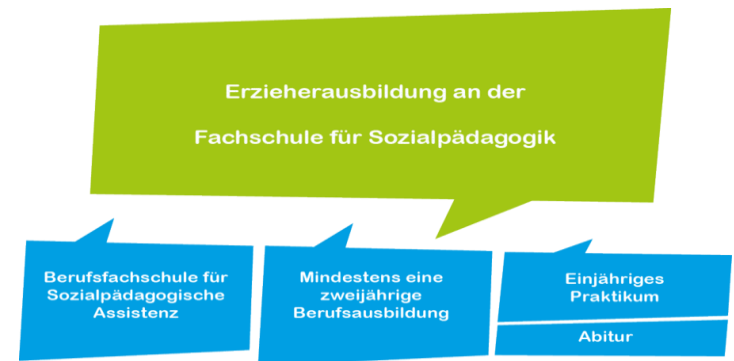 Erzieherausbildung an der
Fachschule für Sozialpädagogik
Berufsfachschule für
Sozialpädagogische
Assistenz
Mindestens eine
zweijährige
Berufsausbildung
Einjähriges
Praktikum
Abitur